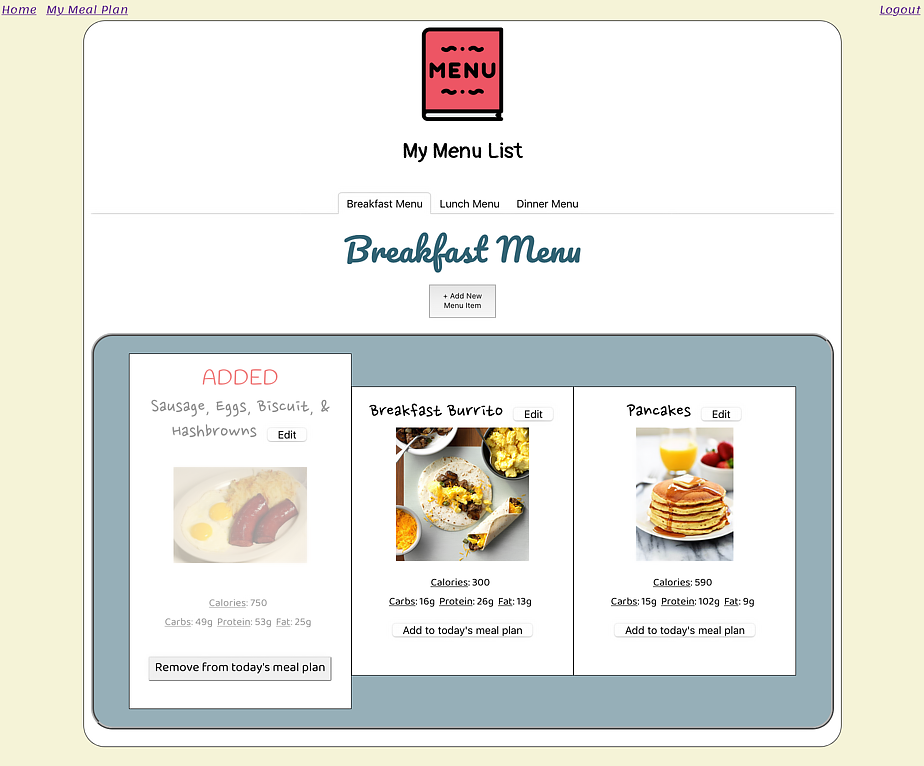 Home My Meal Plan Logout
MENU
My Menu List
Breakfast Menu Lunch Menu Dinner Menu
Breakfast Menu
+ Add New
Menu Item
ADDED
Sausage, Eggs, Biscuit, &
Hashbrowns Edit
Calories: 750
Carbs: 49g Protein: 53g Fat: 25g
Remove from today's meal plan
Breakfast Burrito Edit
Calories: 300
Carbs: 16g Protein: 26g Fat: 13g
Add to today's meal plan
Pancakes Edit
Calories: 590
Carbs: 15g Protein: 102g Fat: 9g
Add to today's meal plan